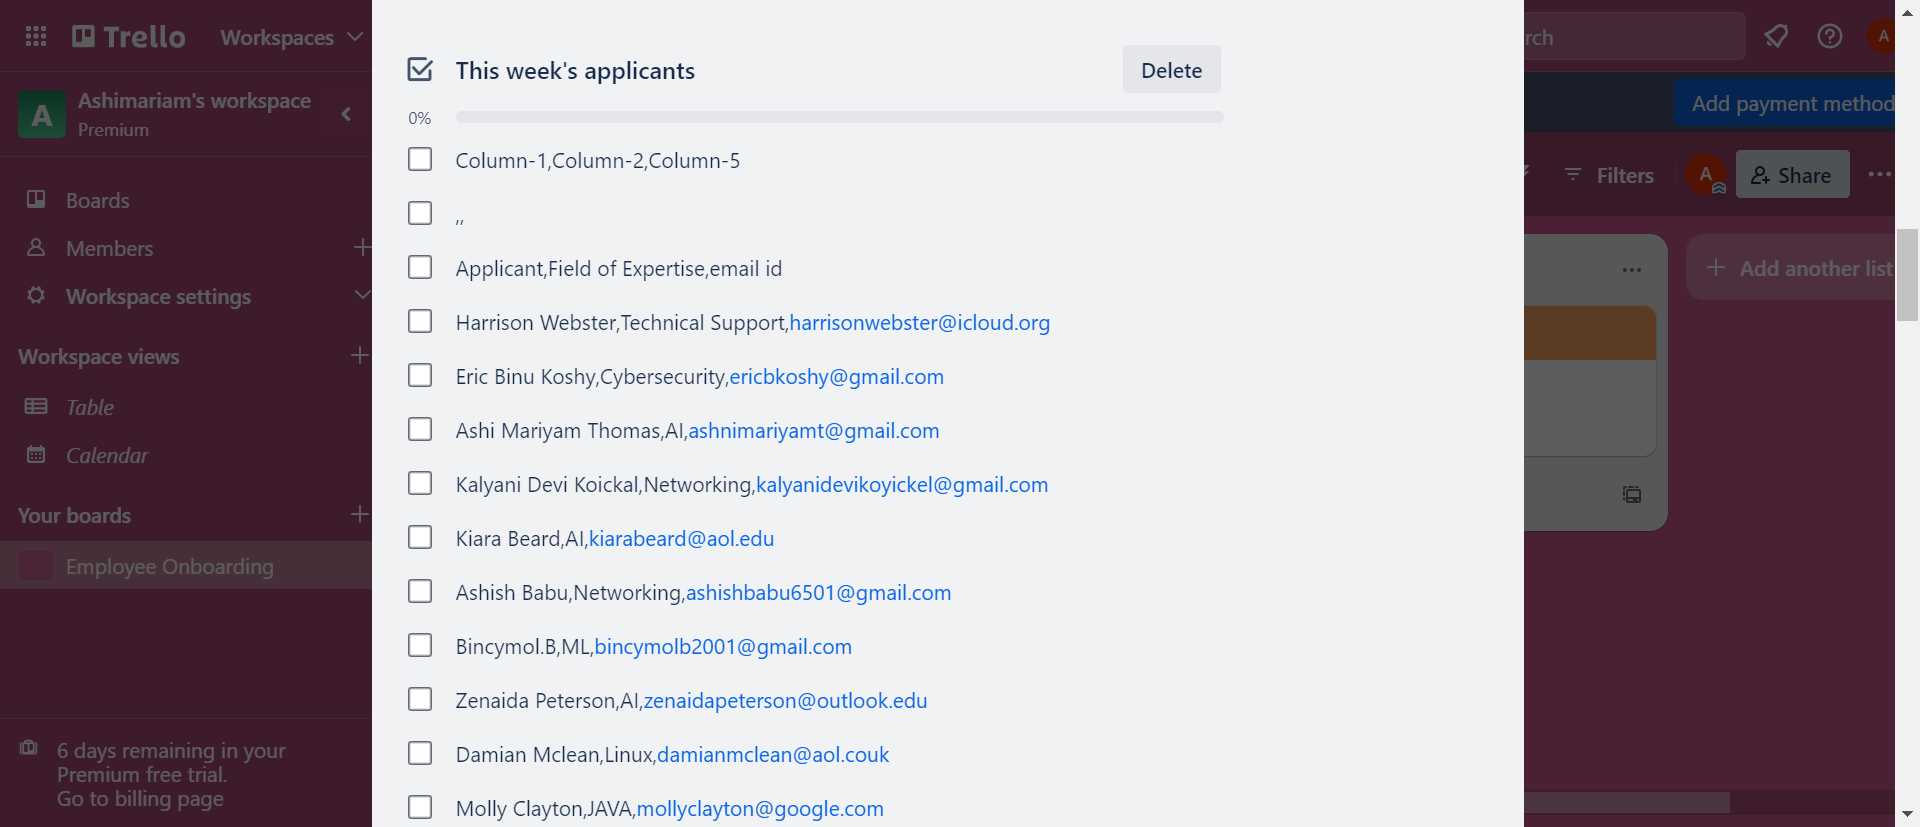 Trello
Workspaces
rch
A
Ashimariam's workspace
Premium
A
Boards
Members
Workspace settings
Workspace views
Table
Calendar
Your boards
Employee Onboarding
6 days remaining in your
Premium free trial.
Go to billing page
This week's applicants
Delete
0%
Column-1,Column-2,Column-5
,,
Applicant,Field of Expertise,email id
Harrison Webster,Technical Support,harrisonwebster@icloud.org
Eric Binu Koshy,Cybersecurity,ericbkoshy@gmail.com
Ashi Mariyam Thomas,AI,ashnimariyamt@gmail.com
Kalyani Devi Koickal,Networking,kalyanidevikoyickel@gmail.com
Kiara Beard,AI,kiarabeard@aol.edu
Ashish Babu,Networking,ashishbabu6501@gmail.com
Bincymol.B,ML,bincymolb2001@gmail.com
Zenaida Peterson,AI,zenaidapeterson@outlook.edu
Damian Mclean,Linux,damianmclean@aol.couk
Molly Clayton,JAVA,mollyclayton@google.com
Add payment method
Filters
A
Share
Add another list